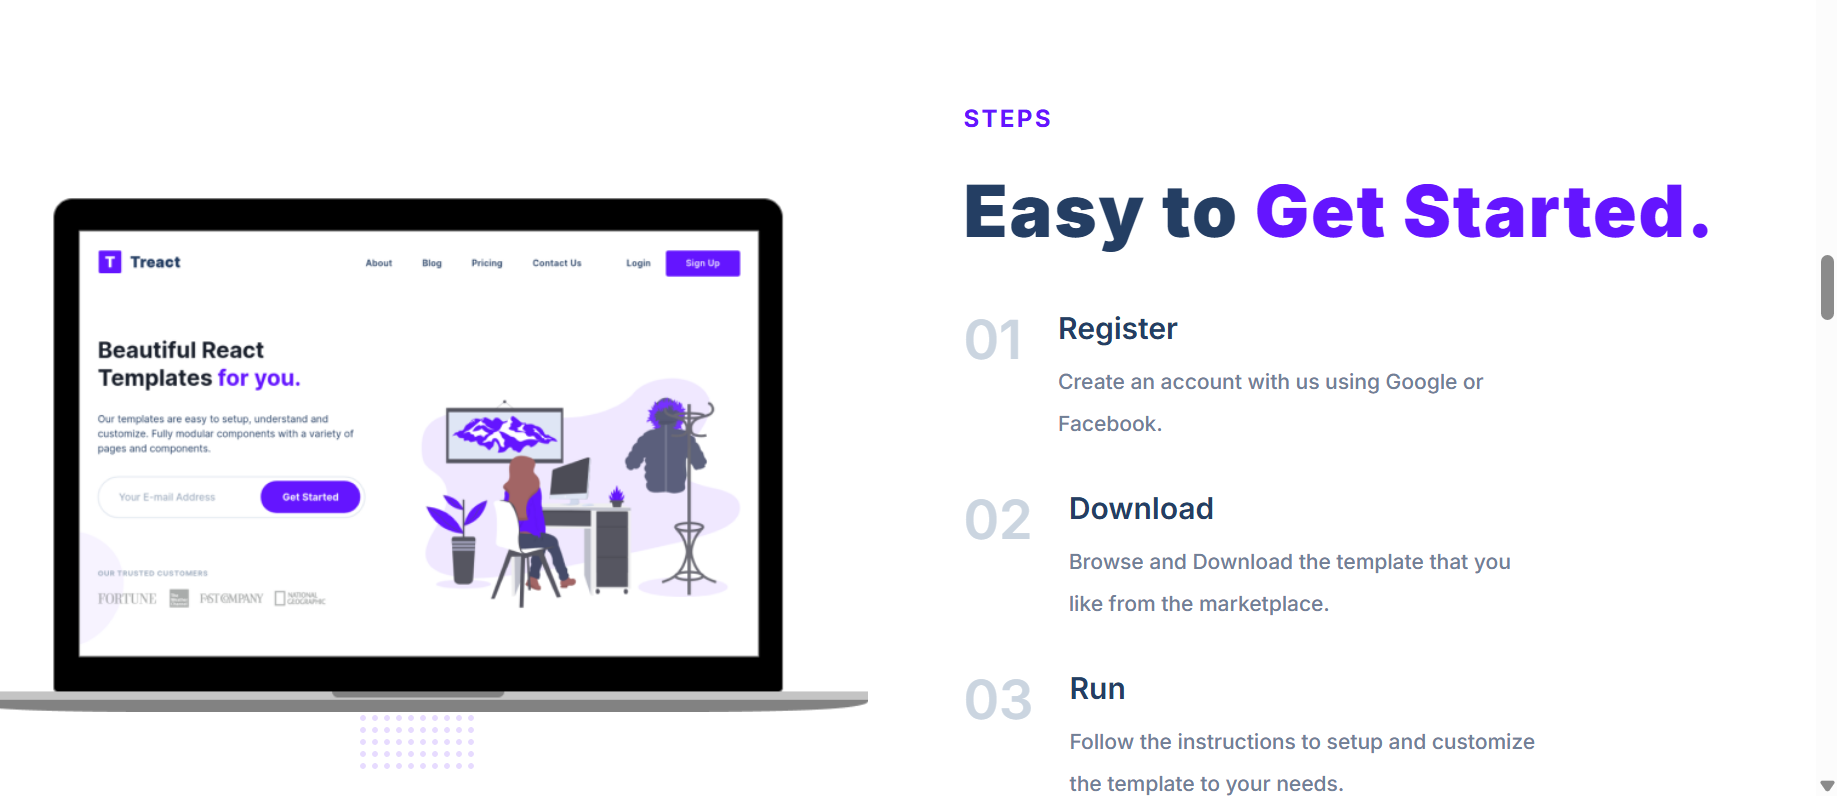 STEPS
Easy to Get Started.
01 Register
Create an account with us using Google or
Facebook.
02 Download
Browse and Download the template that you
like from the marketplace.
03 Run
Follow the instructions to setup and customize
the template to your needs.
T Treact
About Blog Pricing Contact Us Login Sign Up
Beautiful React
Templates for you.
Our templates are easy to setup, understand and
customize. Fully modular components with a variety of
pages and components.
Your E-mail Address Get Started
OUR TRUSTED CUSTOMERS
FORTUNE FAST COMPANY NATIONAL
GEOGRAPHIC